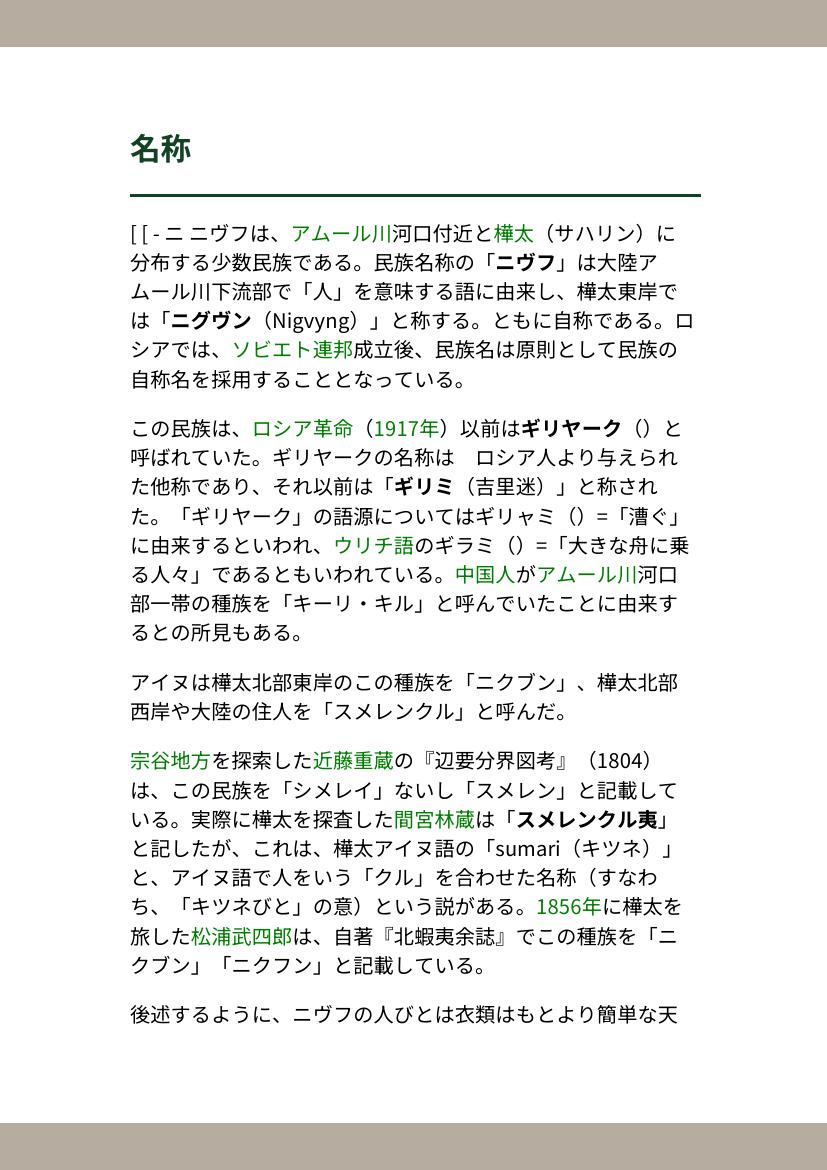 名称
[ [ - ニ ニヴフは、アムール川河口付近と樺太（サハリン）に
分布する少数民族である。民族名称の「ニヴフ」は大陸ア
ムール川下流部で「人」を意味する語に由来し、樺太東岸で
は「ニグヴン（Nigvyng）」と称する。ともに自称である。ロ
シアでは、ソビエト連邦成立後、民族名は原則として民族の
自称名を採用することとなっている。
この民族は、ロシア革命（1917年）以前はギリヤーク（）と
呼ばれていた。ギリヤークの名称は　ロシア人より与えられ
た他称であり、それ以前は「ギリミ（吉里迷）」と称され
た。「ギリヤーク」の語源についてはギリャミ（）=「漕ぐ」
に由来するといわれ、ウリチ語のギラミ（）=「大きな舟に乗
る人々」であるともいわれている。中国人がアムール川河口
部一帯の種族を「キーリ・キル」と呼んでいたことに由来す
るとの所見もある。
アイヌは樺太北部東岸のこの種族を「ニクブン」、樺太北部
西岸や大陸の住人を「スメレンクル」と呼んだ。
宗谷地方を探索した近藤重蔵の『辺要分界図考』（1804）
は、この民族を「シメレイ」ないし「スメレン」と記載して
いる。実際に樺太を探査した間宮林蔵は「スメレンクル夷」
と記したが、これは、樺太アイヌ語の「sumari（キツネ）」
と、アイヌ語で人をいう「クル」を合わせた名称（すなわ
ち、「キツネびと」の意）という説がある。1856年に樺太を
旅した松浦武四郎は、自著『北蝦夷余誌』でこの種族を「ニ
クブン」「ニクフン」と記載している。
後述するように、ニヴフの人びとは衣類はもとより簡単な天